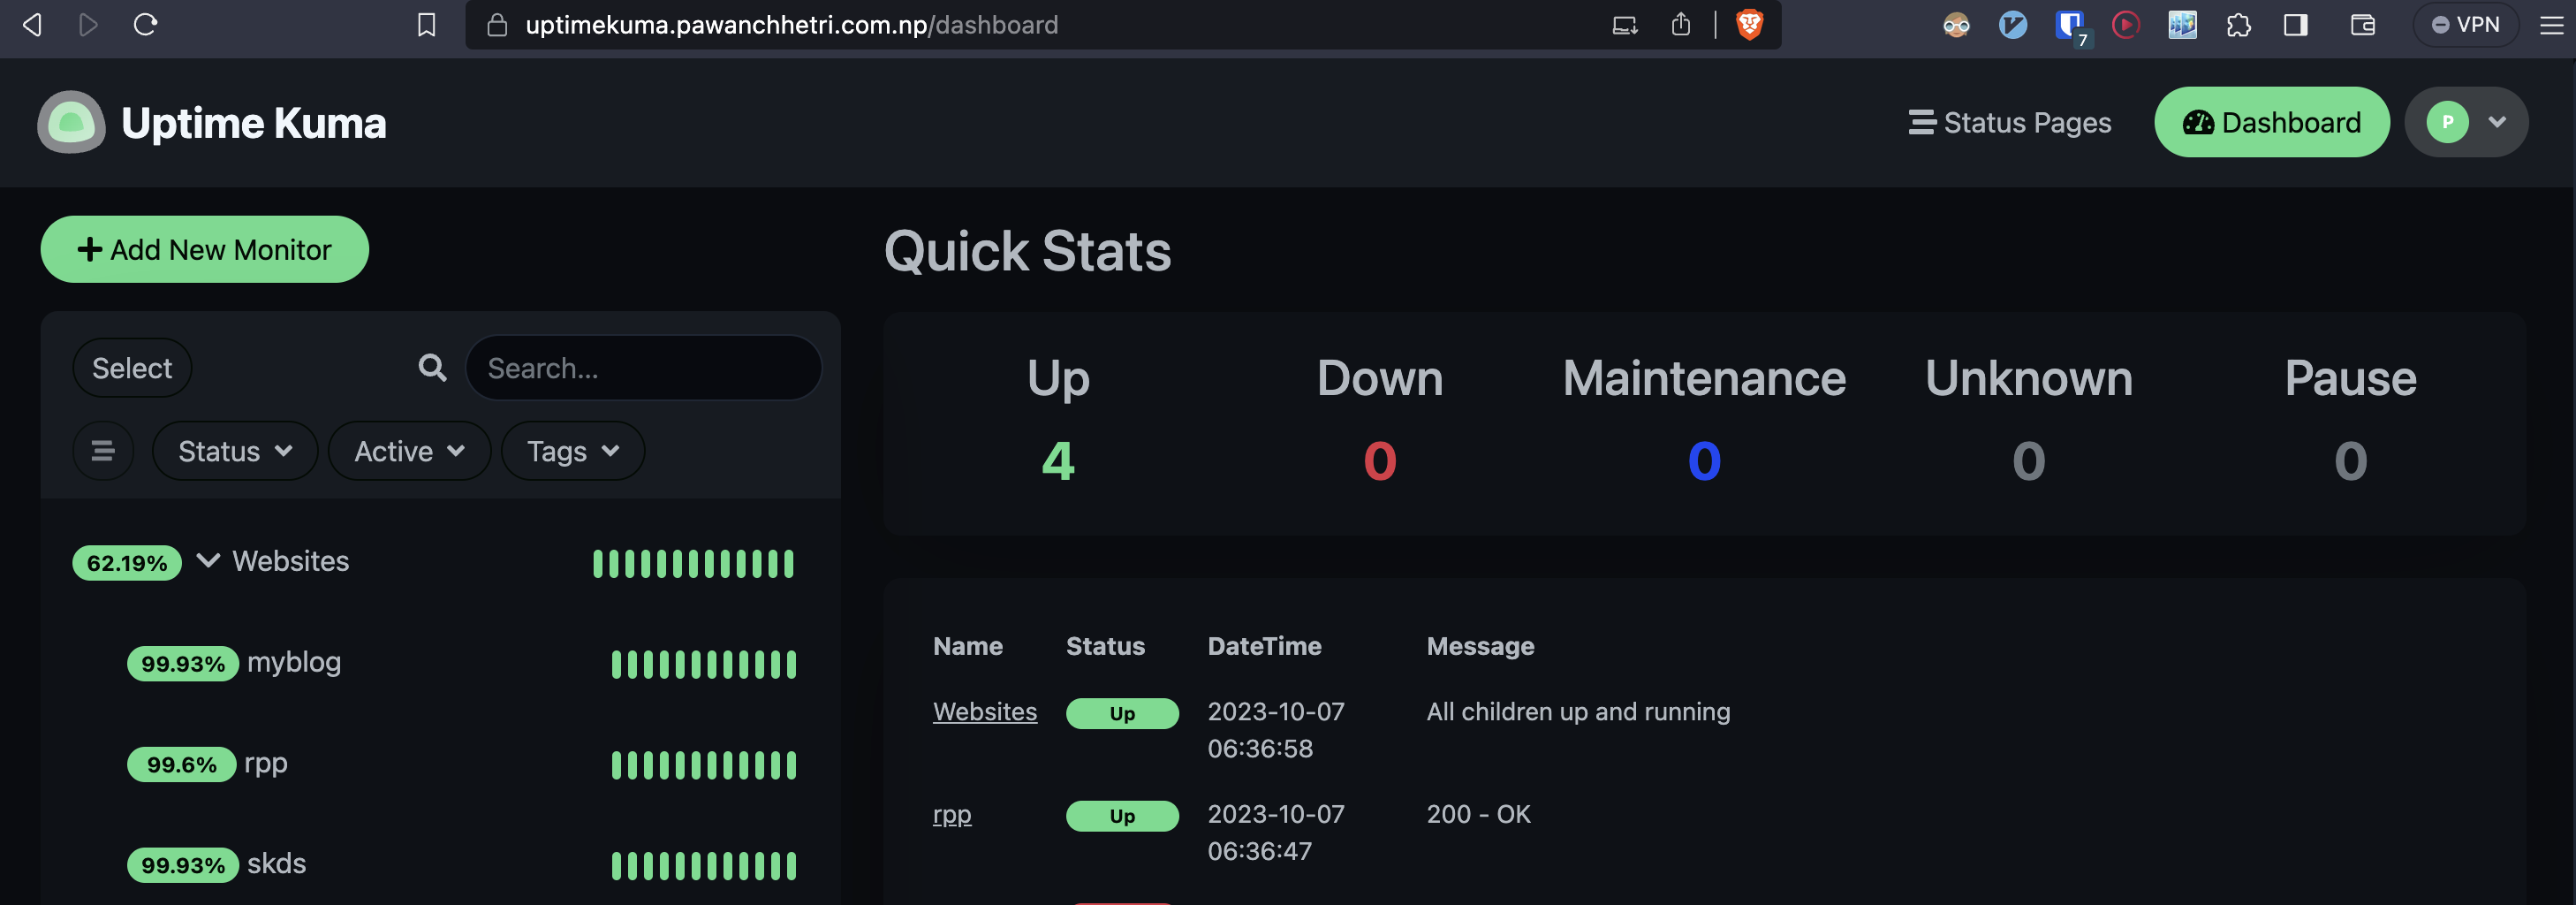 uptimekuma.pawanchhetri.com.np/dashboard
7
VPN
Uptime Kuma
Status Pages
Dashboard
P
Add New Monitor
Quick Stats
Select
Search...
Status
Active
Tags
Up
Down
Maintenance
Unknown
Pause
4
0
0
0
0
62.19%
Websites
99.93%
myblog
99.6%
rpp
99.93%
skds
Name
Status
DateTime
Message
Websites
Up
2023-10-07
06:36:58
All children up and running
rpp
Up
2023-10-07
06:36:47
200 - OK